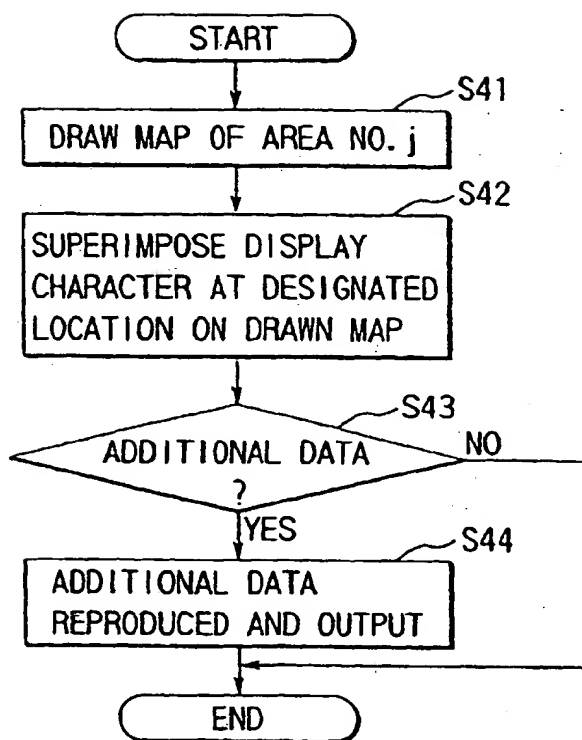 START
S41
DRAW MAP OF AREA NO. j
S42
SUPERIMPOSE DISPLAY
CHARACTER AT DESIGNATED
LOCATION ON DRAWN MAP
S43
ADDITIONAL DATA
?
NO
YES
S44
ADDITIONAL DATA
REPRODUCED AND OUTPUT
END